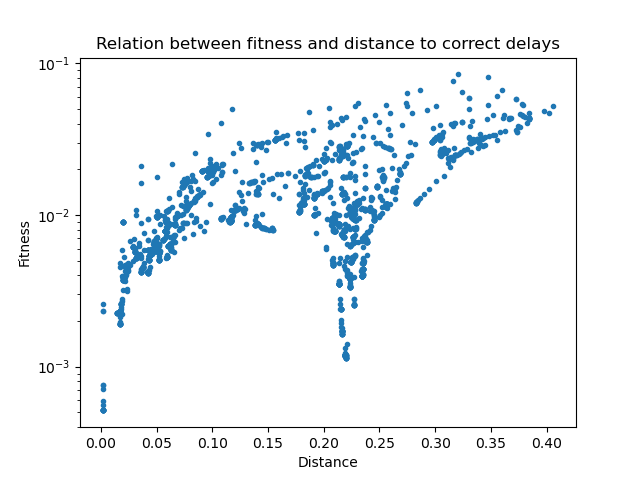 Relation between fitness and distance to correct delays
Fitness
10⁻¹
10⁻²
10⁻³
0.00 0.05 0.10 0.15 0.20 0.25 0.30 0.35 0.40
Distance